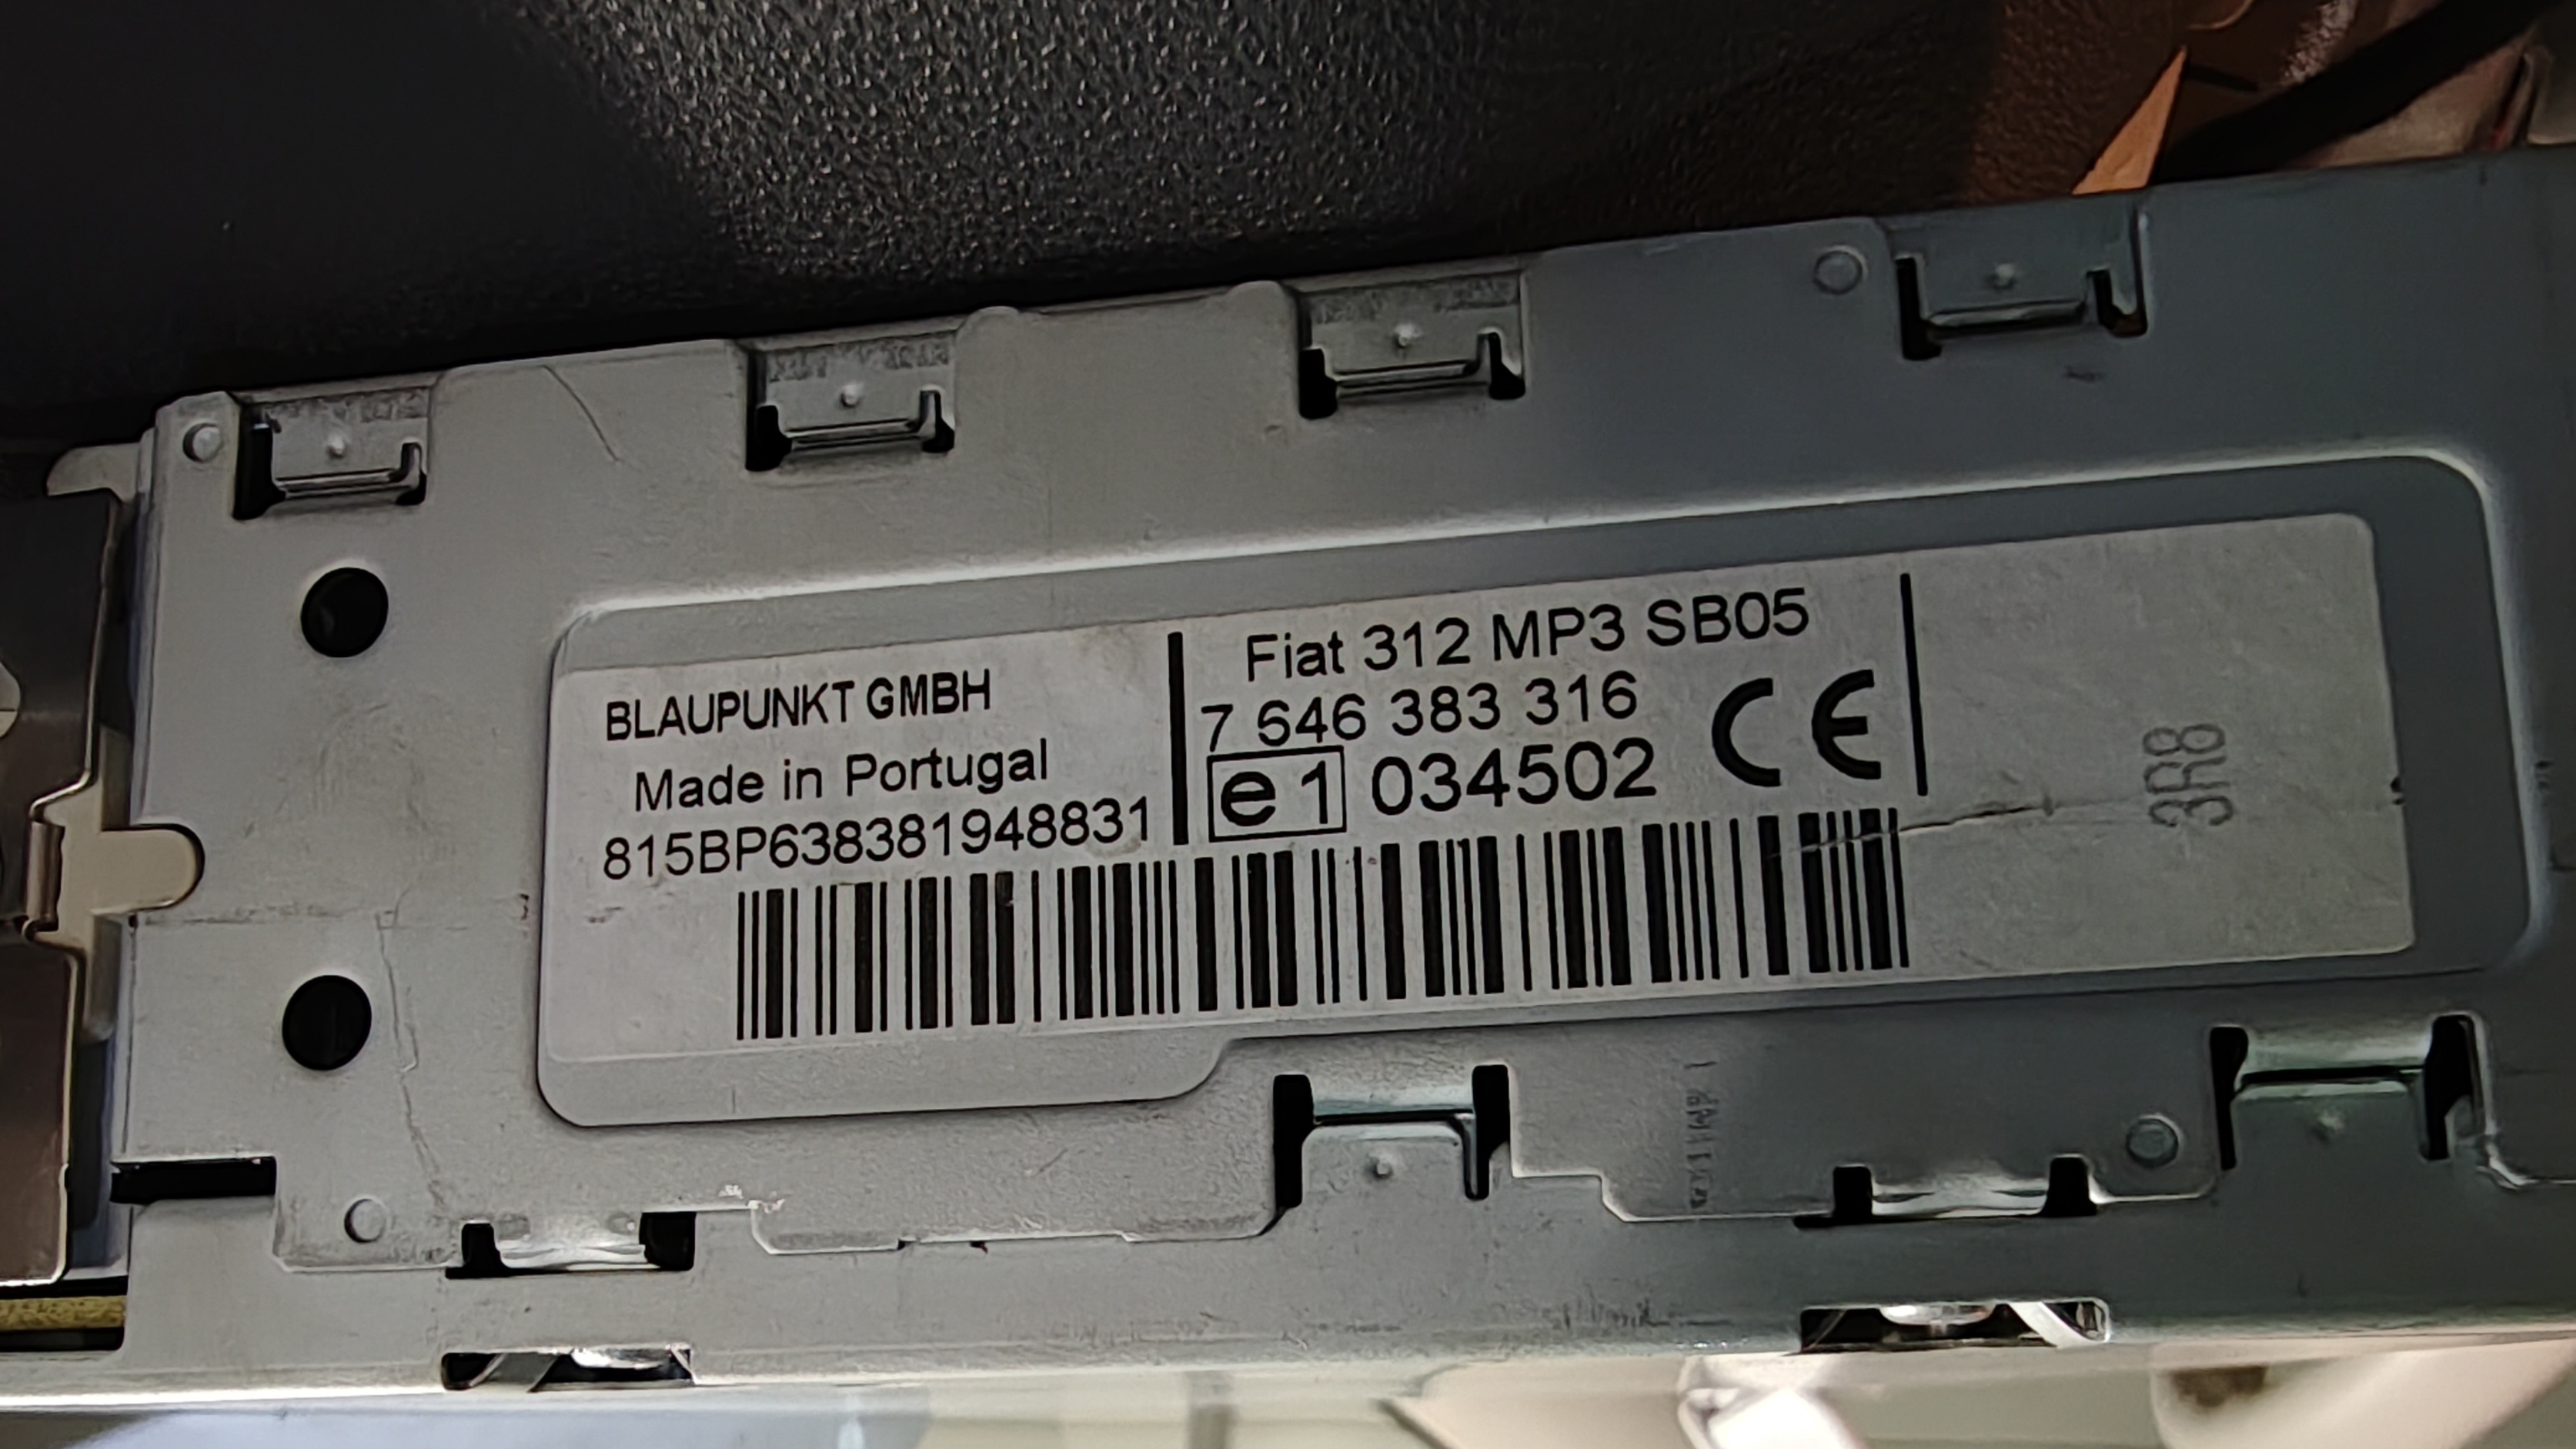 BLAUPUNKT GMBH
Made in Portugal
815BP638381948831
Fiat 312 MP3 SB05
7 646 383 316
e1 034502 CE
3R8